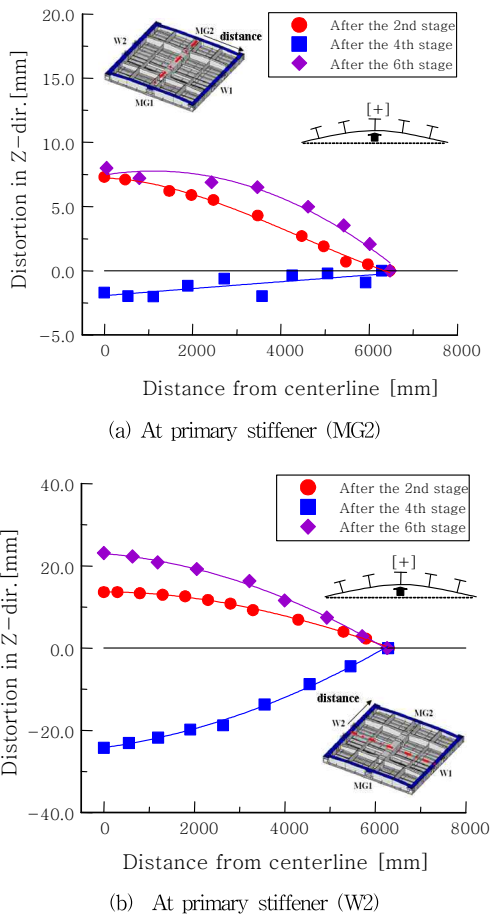 20.0
15.0
10.0
5.0
0.0
−5.0
Distortion in Z−dir.[mm]
MG2
distance
W2
W1
MG1
After the 2nd stage
After the 4th stage
After the 6th stage
[+]
0
2000
4000
6000
8000
Distance from centerline [mm]
(a) At primary stiffener (MG2)
40.0
20.0
0.0
−20.0
−40.0
Distortion in Z−dir.[mm]
After the 2nd stage
After the 4th stage
After the 6th stage
[+]
distance
W2
MG2
W1
MG1
0
2000
4000
6000
8000
Distance from centerline [mm]
(b) At primary stiffener (W2)